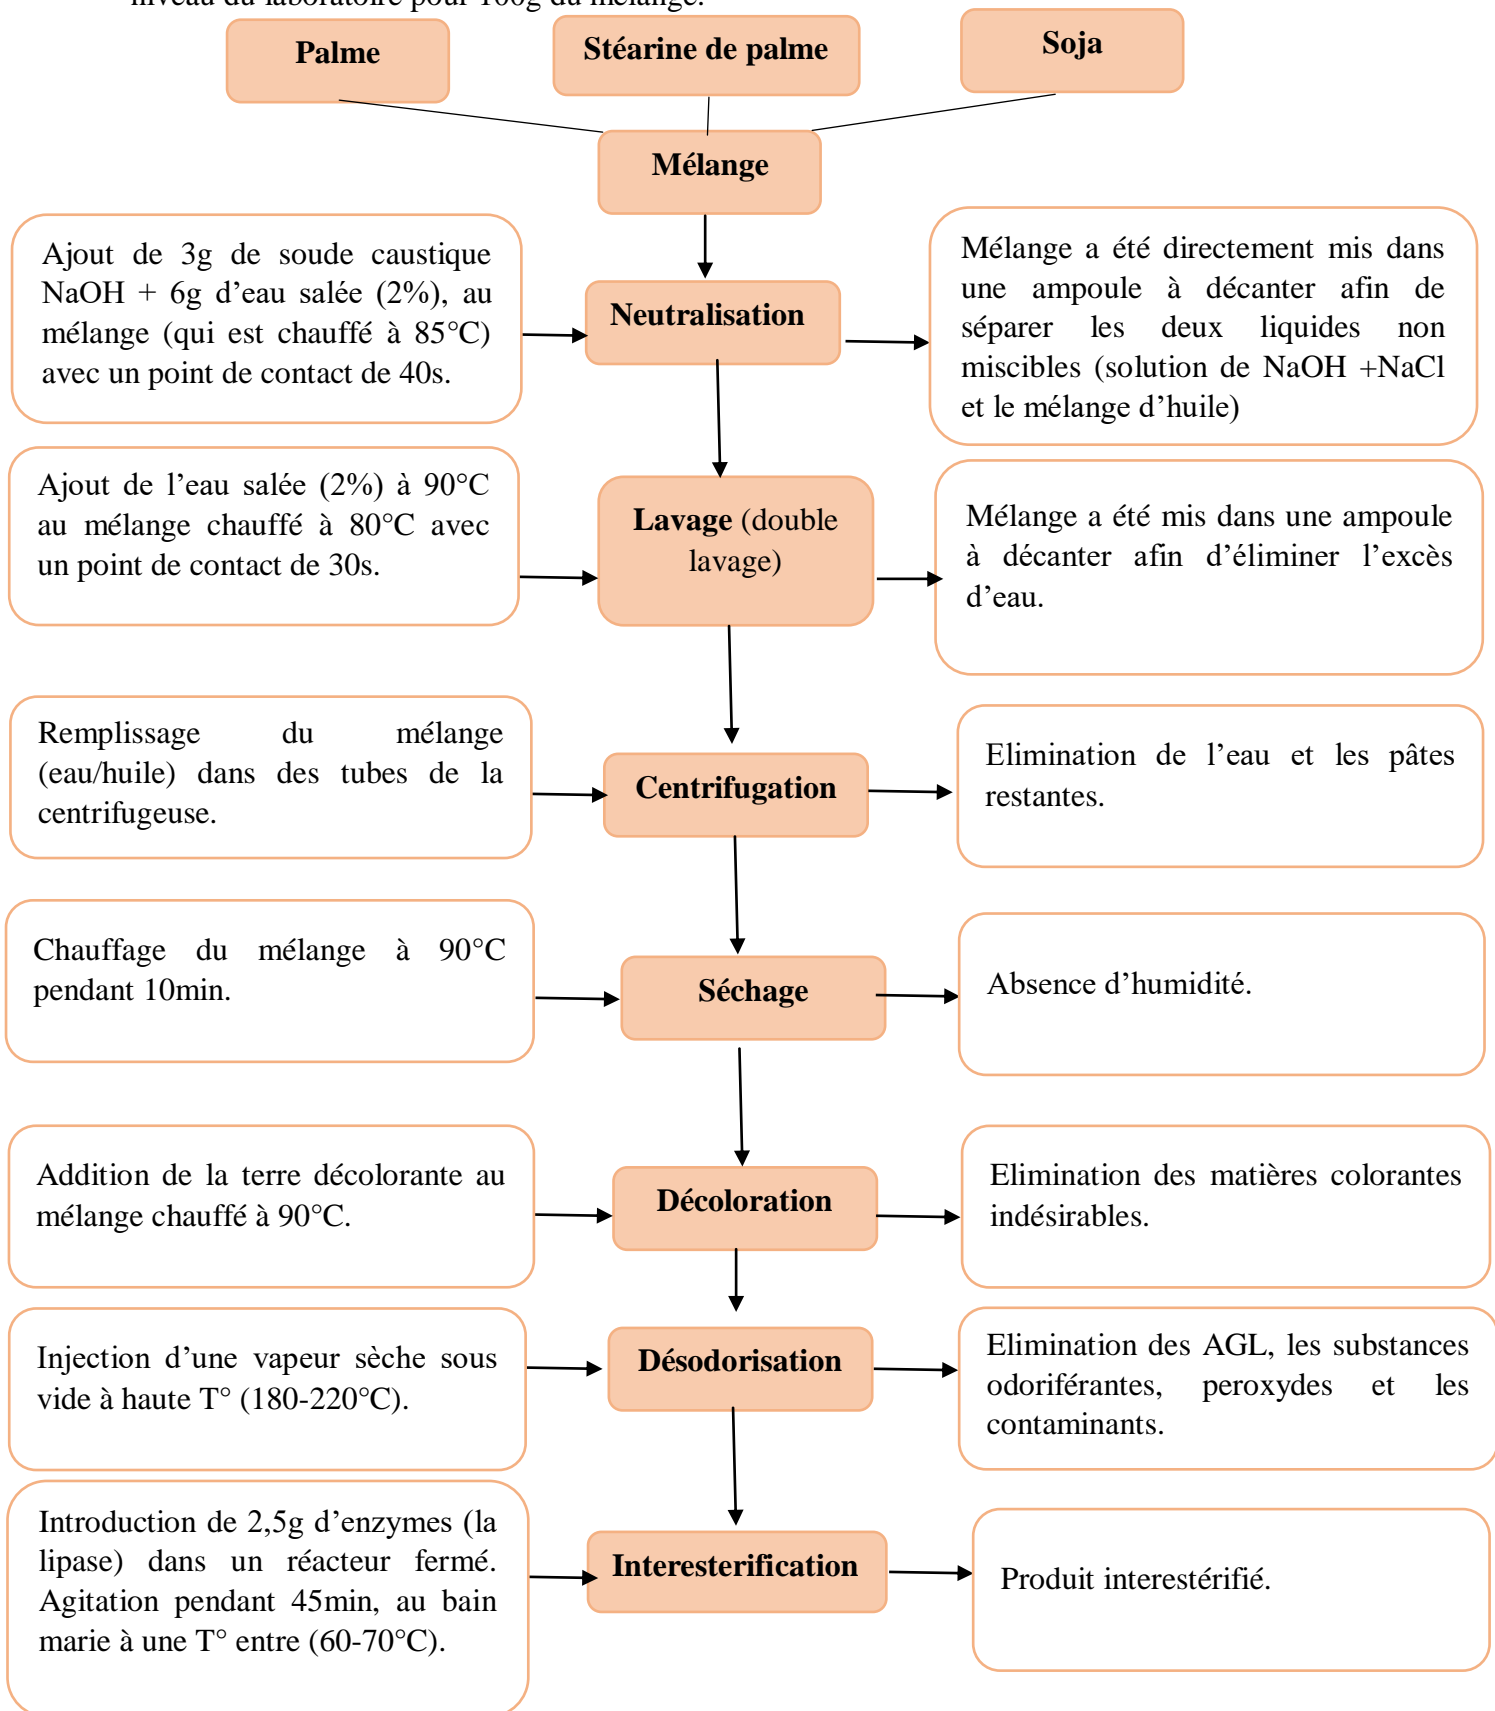 niveau du laboratoire pour 100g du mélange.
Palme
Stéarine de palme
Soja
Mélange
Ajout de 3g de soude caustique
NaOH + 6g d’eau salée (2%), au
mélange (qui est chauffé à 85°C)
avec un point de contact de 40s.
Neutralisation
Mélange a été directement mis dans
une ampoule à décanter afin de
séparer les deux liquides non
miscibles (solution de NaOH +NaCl
et le mélange d’huile)
Ajout de l’eau salée (2%) à 90°C
au mélange chauffé à 80°C avec
un point de contact de 30s.
Lavage (double
lavage)
Mélange a été mis dans une ampoule
à décanter afin d’éliminer l’excès
d’eau.
Remplissage du mélange
(eau/huile) dans des tubes de la
centrifugeuse.
Centrifugation
Elimination de l’eau et les pâtes
restantes.
Chauffage du mélange à 90°C
pendant 10min.
Séchage
Absence d’humidité.
Addition de la terre décolorante au
mélange chauffé à 90°C.
Décoloration
Elimination des matières colorantes
indésirables.
Injection d’une vapeur sèche sous
vide à haute T° (180-220°C).
Désodorisation
Elimination des AGL, les substances
odoriférantes, peroxydes et les
contaminants.
Introduction de 2,5g d’enzymes (la
lipase) dans un réacteur fermé.
Agitation pendant 45min, au bain
marie à une T° entre (60-70°C).
Interesterification
Produit interestérifié.